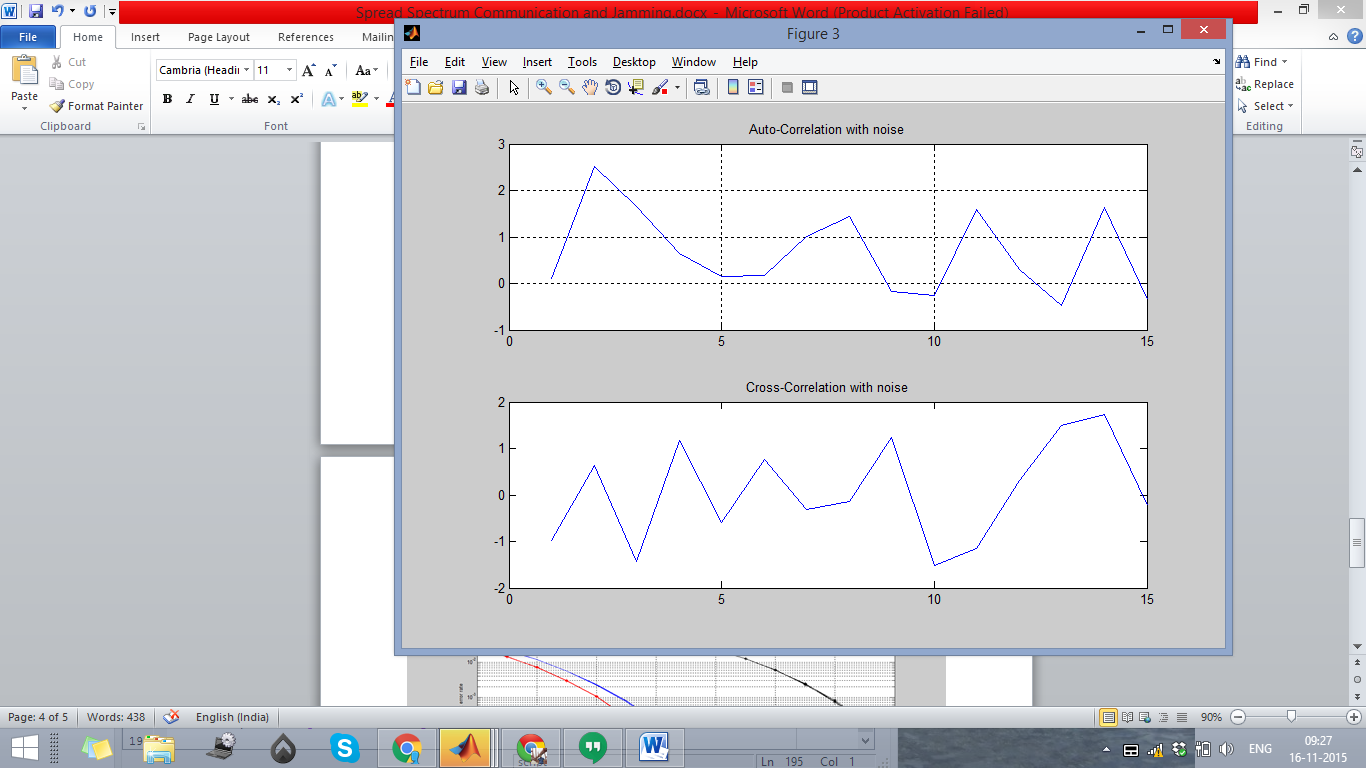 Spread Spectrum Communication and Jamming.docx - Microsoft Word (Product Activation Failed)
File Home Insert Page Layout References Mailin
Cut
Copy
Format Painter
Paste
Clipboard
Cambria (Headi 11
Font
Find
Replace
Select
Editing
Figure 3
File Edit View Insert Tools Desktop Window Help
Auto-Correlation with noise
3
2
1
0
-1
0 5 10 15
Cross-Correlation with noise
2
1
0
-1
-2
0 5 10 15
error rate
Page: 4 of 5 Words: 438 English (India) 90%
19
Ln 195 Col 1
ENG
09:27
16-11-2015